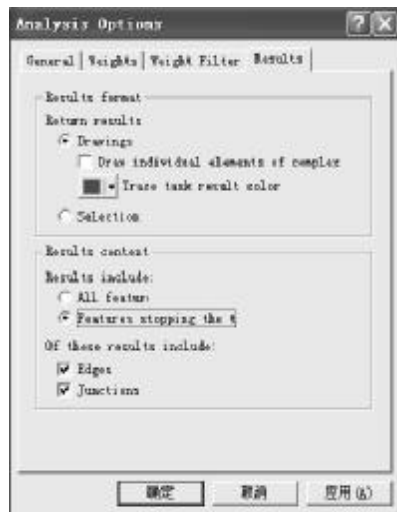 Analysis Options
General Weights Weight Filter Results
Results format
Return results
Drawings
Draw individual elements of complex
Trace task result color
Selection
Results content
Results include:
All featur
Features stopping the t
Of these results include:
Edges
Junctions
确定 取消 应用(A)